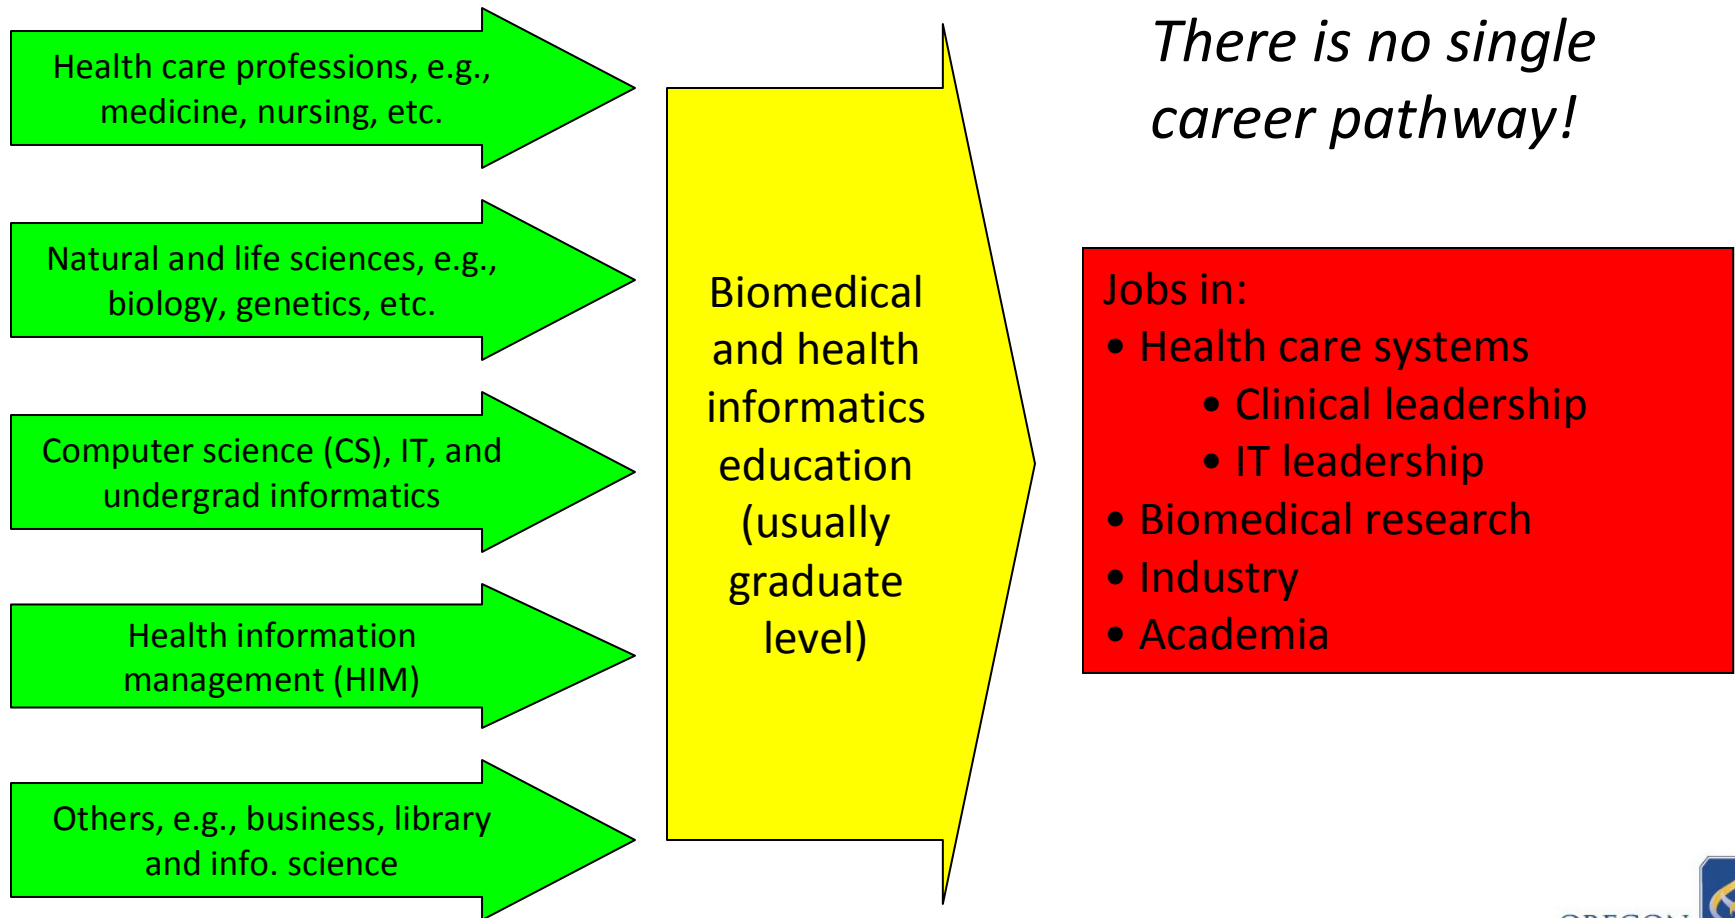 Health care professions, e.g.,
medicine, nursing, etc.
Natural and life sciences, e.g.,
biology, genetics, etc.
Computer science (CS), IT, and
undergrad informatics
Health information
management (HIM)
Others, e.g., business, library
and info. science
Biomedical
and health
informatics
education
(usually
graduate
level)
There is no single
career pathway!
Jobs in:
• Health care systems
• Clinical leadership
• IT leadership
• Biomedical research
• Industry
• Academia
OREGON